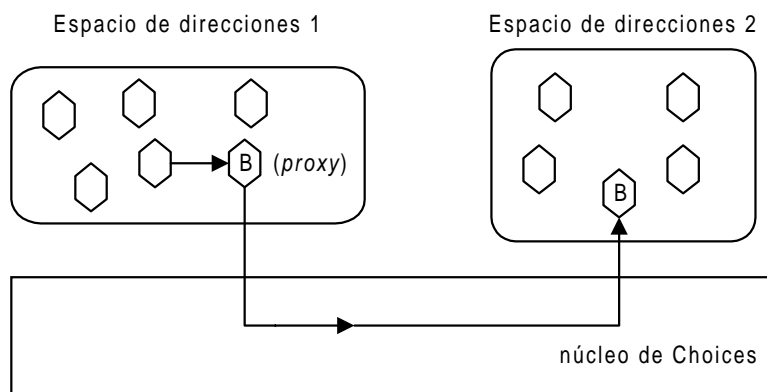 Espacio de direcciones 1
Espacio de direcciones 2
B (proxy)
B
núcleo de Choices